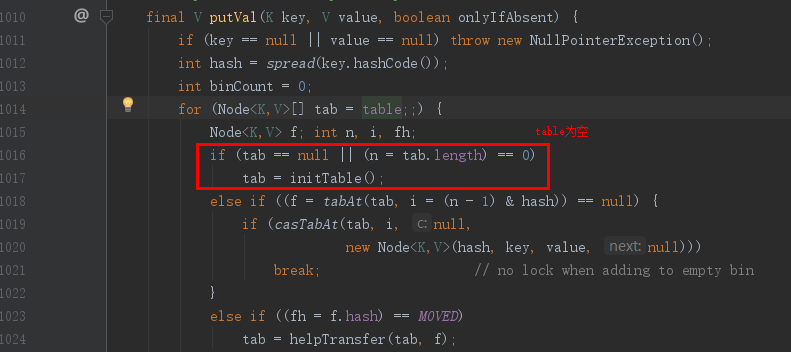 1010 @ final V putVal(K key, V value, boolean onlyIfAbsent) {
1011 if (key == null || value == null) throw new NullPointerException();
1012 int hash = spread(key.hashCode());
1013 int binCount = 0;
1014 for (Node<K,V>[] tab = table;;) {
1015 Node<K,V> f; int n, i, fh; table为空
1016 if (tab == null || (n = tab.length) == 0)
1017 tab = initTable();
1018 else if ((f = tabAt(tab, i = (n - 1) & hash)) == null) {
1019 if (casTabAt(tab, i, c: null,
1020 new Node<K,V>(hash, key, value, next: null)))
1021 break; // no lock when adding to empty bin
1022 }
1023 else if ((fh = f.hash) == MOVED)
1024 tab = helpTransfer(tab, f);